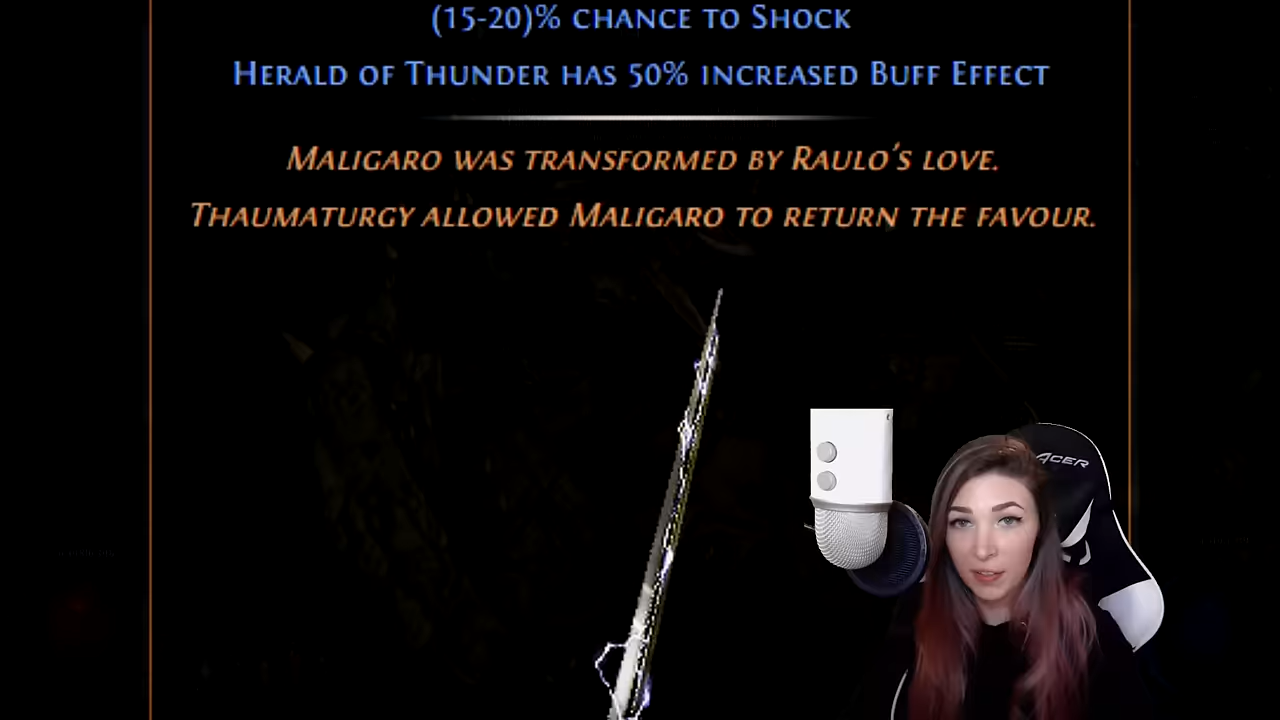 (15-20)% chance to Shock
Herald of Thunder has 50% increased Buff Effect
Maligaro was transformed by Raulo's love.
Thaumaturgy allowed Maligaro to return the favour.
ACER